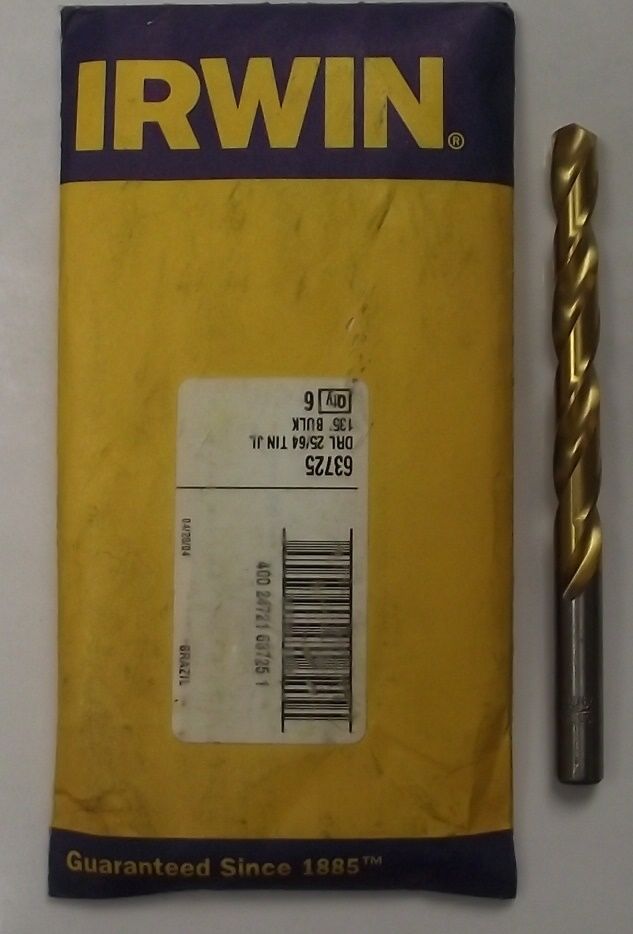 IRWIN®
63725
DRL 25/64 TIN JL
135° BULK
Qty 6
04/28/04
BRAZIL
400 24721 63725 1
Guaranteed Since 1885™